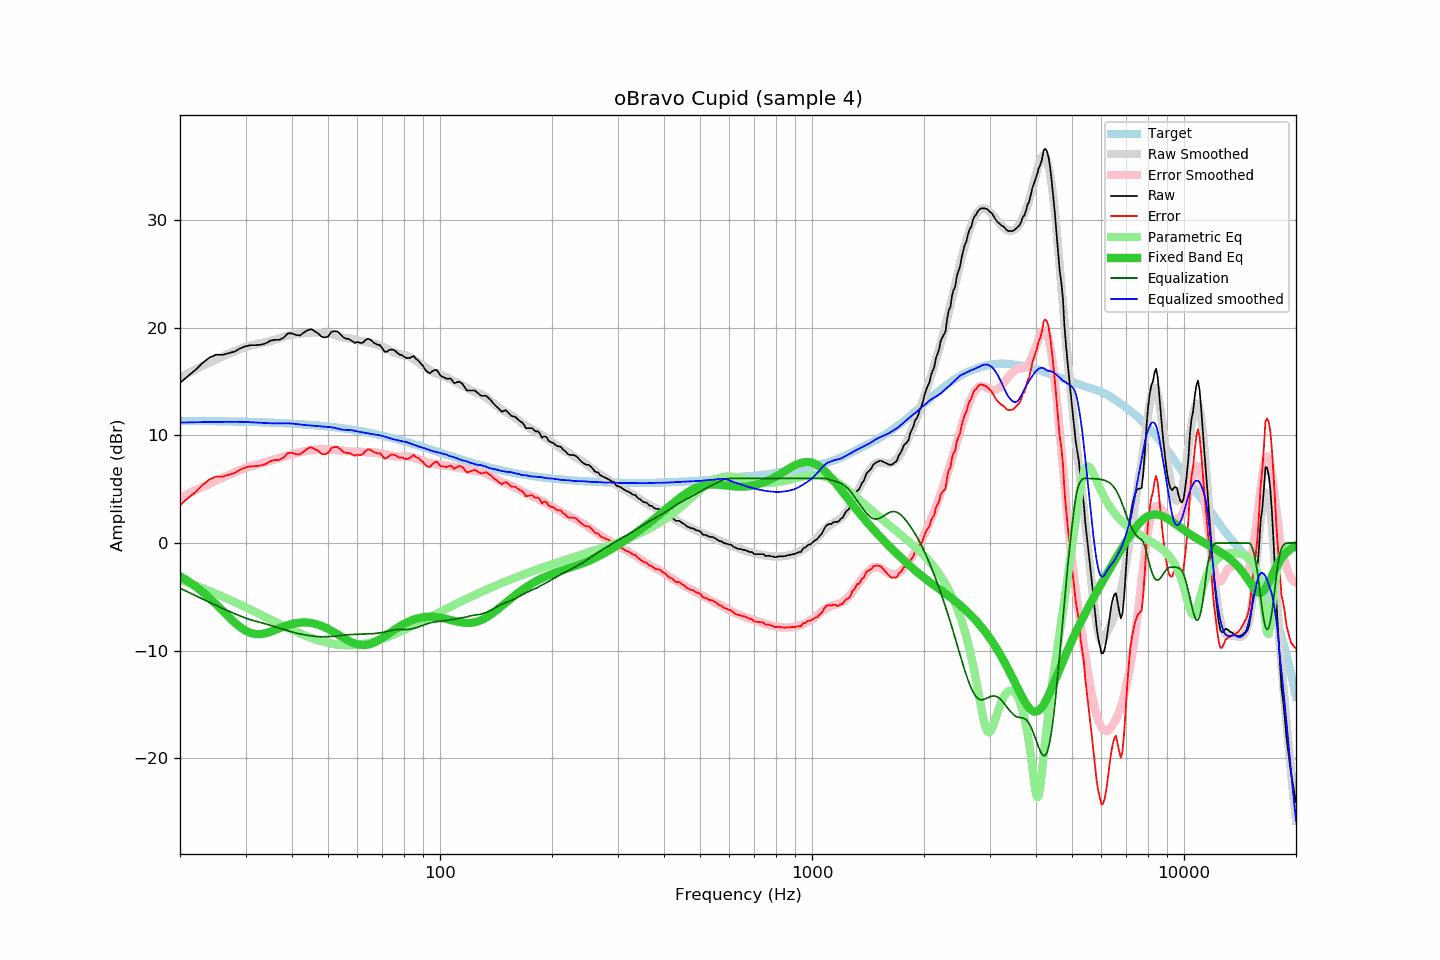 oBravo Cupid (sample 4)
Target
Raw Smoothed
Error Smoothed
Raw
Error
Parametric Eq
Fixed Band Eq
Equalization
Equalized smoothed
Amplitude (dBr)
30
20
10
0
−10
−20
100
1000
10000
Frequency (Hz)